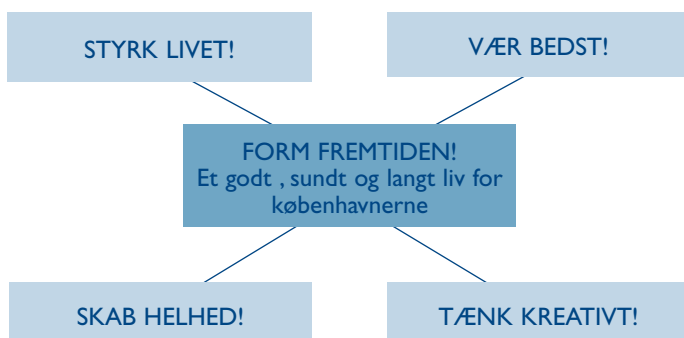 STYRK LIVET!
VÆR BEDST!
FORM FREMTIDEN!
Et godt , sundt og langt liv for
københavnerne
SKAB HELHED!
TÆNK KREATIVT!